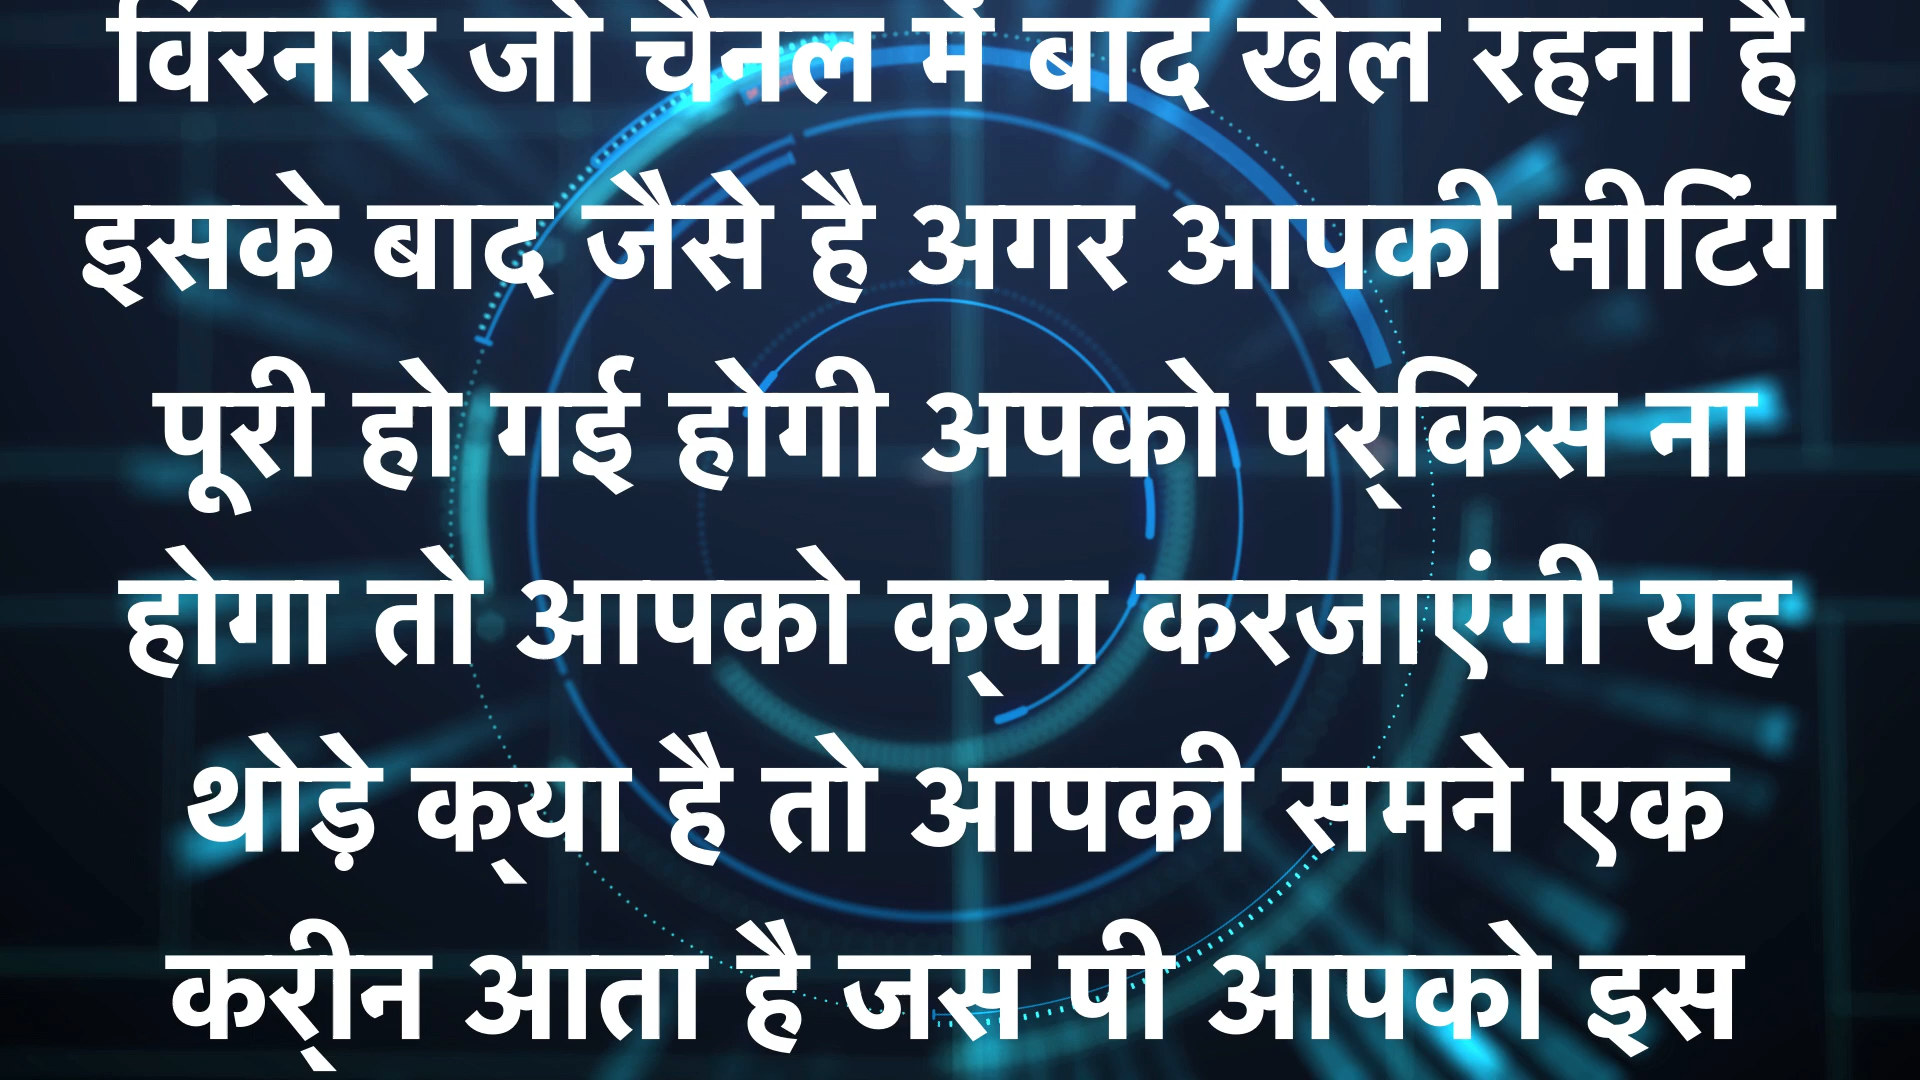 विरनार जो चैनल में बाद खेल रहना है
इसके बाद जैसे है अगर आपकी मीटिंग
पूरी हो गई होगी अपको पर्ेकिस ना
होगा तो आपको क्या करजाएंगी यह
थोड़े क्या है तो आपकी समने एक
कर्ीन आता है जस पी आपको इस